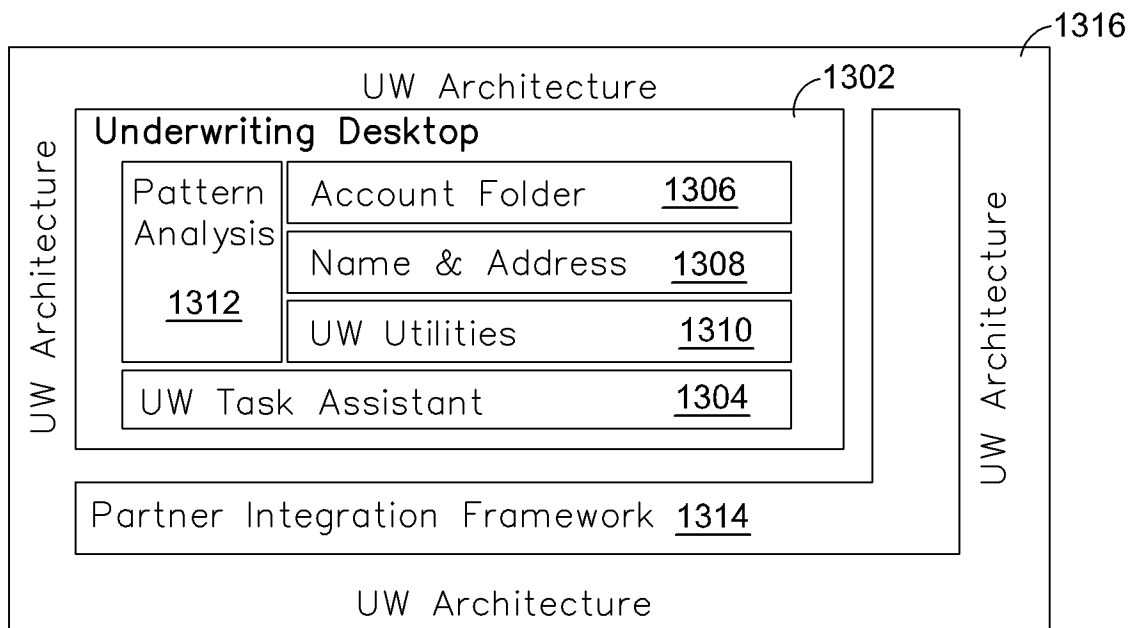 1316
UW Architecture
1302
Underwriting Desktop
Pattern
Analysis
1312
Account Folder 1306
Name & Address 1308
UW Utilities 1310
UW Task Assistant 1304
UW Architecture
UW Architecture
Partner Integration Framework 1314
UW Architecture